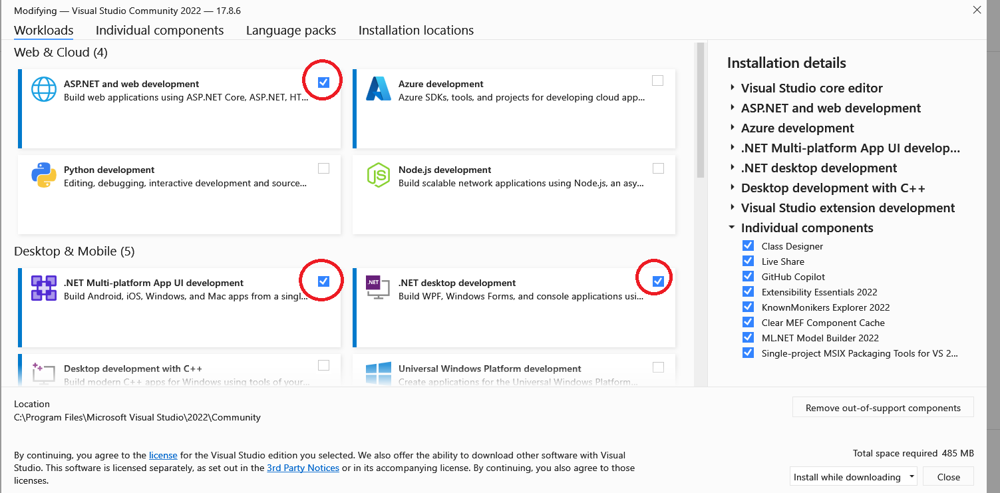 Modifying — Visual Studio Community 2022 — 17.8.6
Workloads Individual components Language packs Installation locations
Web & Cloud (4)
ASP.NET and web development
Build web applications using ASP.NET Core, ASP.NET, HT...
Azure development
Azure SDKs, tools, and projects for developing cloud app...
Python development
Editing, debugging, interactive development and source...
Node.js development
Build scalable network applications using Node.js, an asy...
JS
Desktop & Mobile (5)
.NET Multi-platform App UI development
Build Android, iOS, Windows, and Mac apps from a singl...
.NET
.NET desktop development
Build WPF, Windows Forms, and console applications usi...
Desktop development with C++
Build modern C++ apps for Windows using tools of your...
Universal Windows Platform development
Create applications for the Universal Windows Platform...
Installation details
Visual Studio core editor
ASP.NET and web development
Azure development
.NET Multi-platform App UI develop...
.NET desktop development
Desktop development with C++
Visual Studio extension development
Individual components
Class Designer
Live Share
GitHub Copilot
Extensibility Essentials 2022
KnownMonikers Explorer 2022
Clear MEF Component Cache
ML.NET Model Builder 2022
Single-project MSIX Packaging Tools for VS 2...
Location
C:\Program Files\Microsoft Visual Studio\2022\Community
Remove out-of-support components
By continuing, you agree to the license for the Visual Studio edition you selected. We also offer the ability to download other software with Visual
Studio. This software is licensed separately, as set out in the 3rd Party Notices or in its accompanying license. By continuing, you also agree to those
licenses.
Total space required 485 MB
Install while downloading
Close